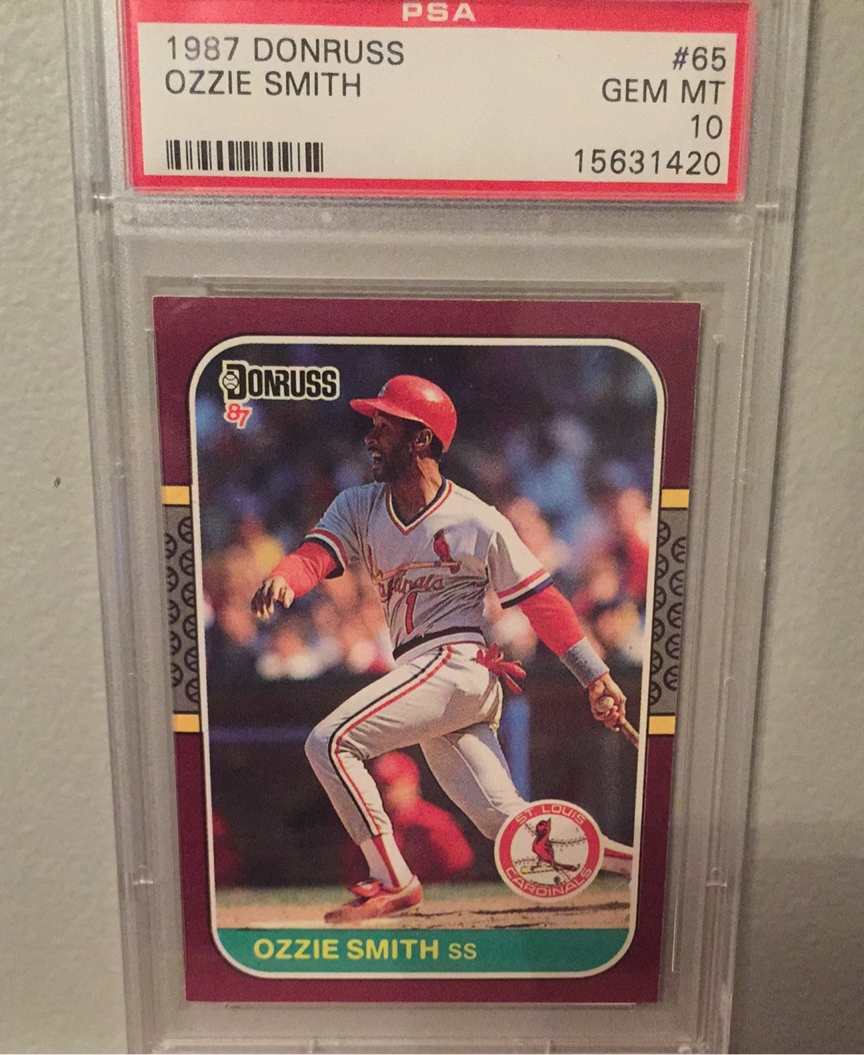 PSA
1987 DONRUSS #65
OZZIE SMITH GEM MT
10
15631420
DONRUSS
87
Cardinals
1
ST. LOUIS
CARDINALS
OZZIE SMITH SS